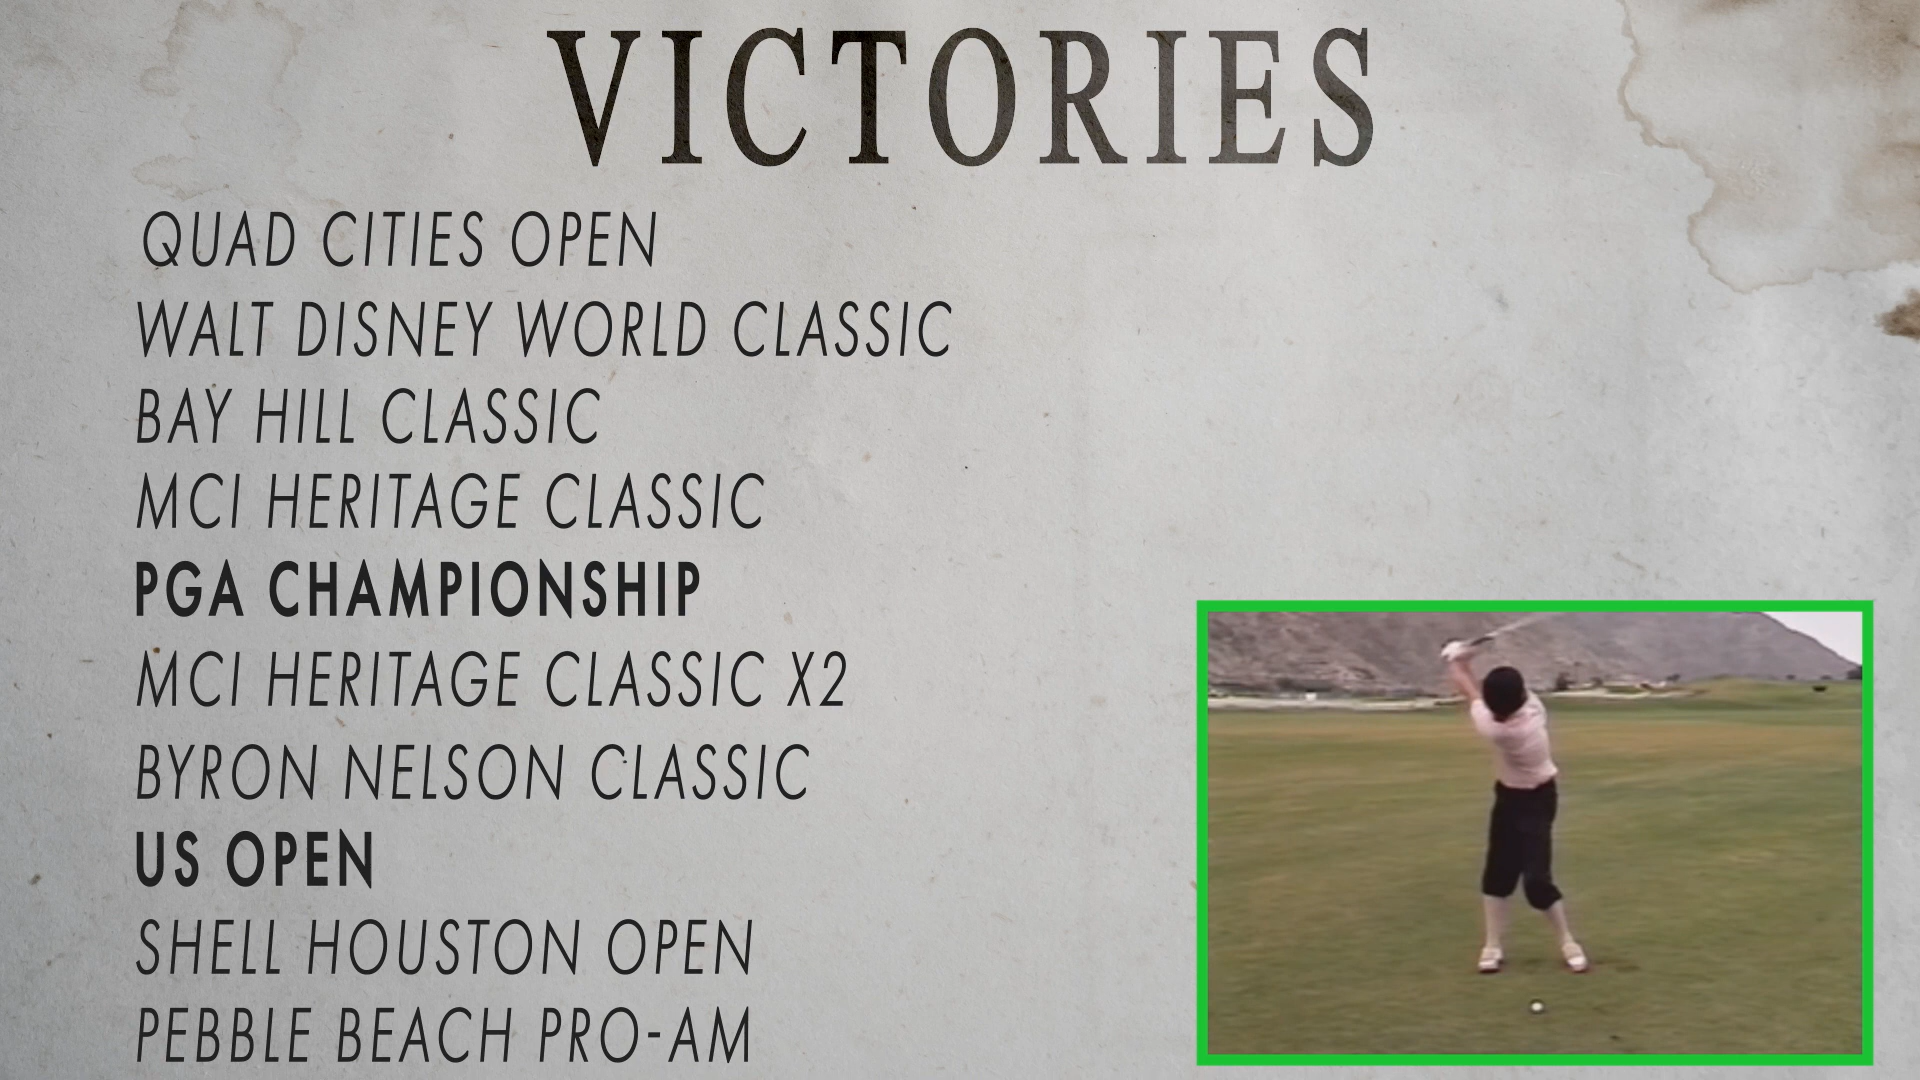 VICTORIES
QUAD CITIES OPEN
WALT DISNEY WORLD CLASSIC
BAY HILL CLASSIC
MCI HERITAGE CLASSIC
PGA CHAMPIONSHIP
MCI HERITAGE CLASSIC X2
BYRON NELSON CLASSIC
US OPEN
SHELL HOUSTON OPEN
PEBBLE BEACH PRO-AM